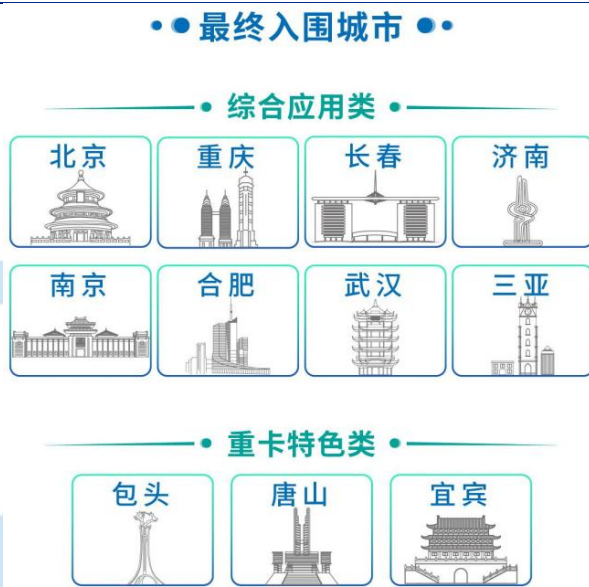 最终入围城市
综合应用类
北京 重庆 长春 济南
南京 合肥 武汉 三亚
重卡特色类
包头 唐山 宜宾